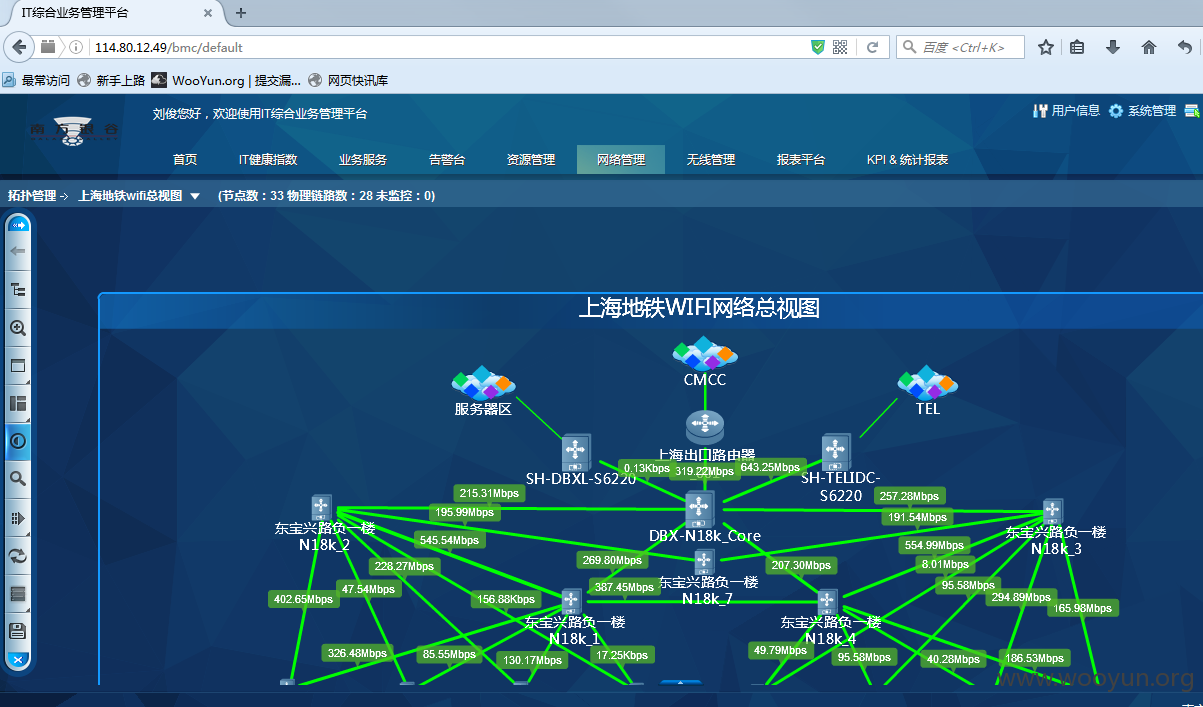 IT综合业务管理平台
114.80.12.49/bmc/default
百度 <Ctrl+K>
最常访问 新手上路 WooYun.org | 提交漏... 网页快讯库
南方银谷
刘俊您好，欢迎使用IT综合业务管理平台
用户信息 系统管理
首页 IT健康指数 业务服务 告警台 资源管理 网络管理 无线管理 报表平台 KPI & 统计报表
拓扑管理 -> 上海地铁wifi总视图 (节点数：33 物理链路数：28 未监控：0)
上海地铁WIFI网络总视图
CMCC
服务器区
TEL
上海出口路由器
SH-DBXL-S6220
0.13Kbps
319.22Mbps
643.25Mbps
SH-TELIDC-
S6220
215.31Mbps
257.28Mbps
195.99Mbps
191.54Mbps
东宝兴路负一楼
N18k_2
DBX-N18k_Core
东宝兴路负一楼
N18k_3
545.54Mbps
554.99Mbps
269.80Mbps
207.30Mbps
8.01Mbps
228.27Mbps
东宝兴路负一楼
N18k_7
387.45Mbps
95.58Mbps
47.54Mbps
402.65Mbps
156.88Kbps
294.89Mbps
165.98Mbps
东宝兴路负一楼
N18k_1
东宝兴路负一楼
N18k_4
326.48Mbps
85.55Mbps
130.17Mbps
17.25Kbps
49.79Mbps
95.58Mbps
40.28Mbps
186.53Mbps
www.wooyun.org